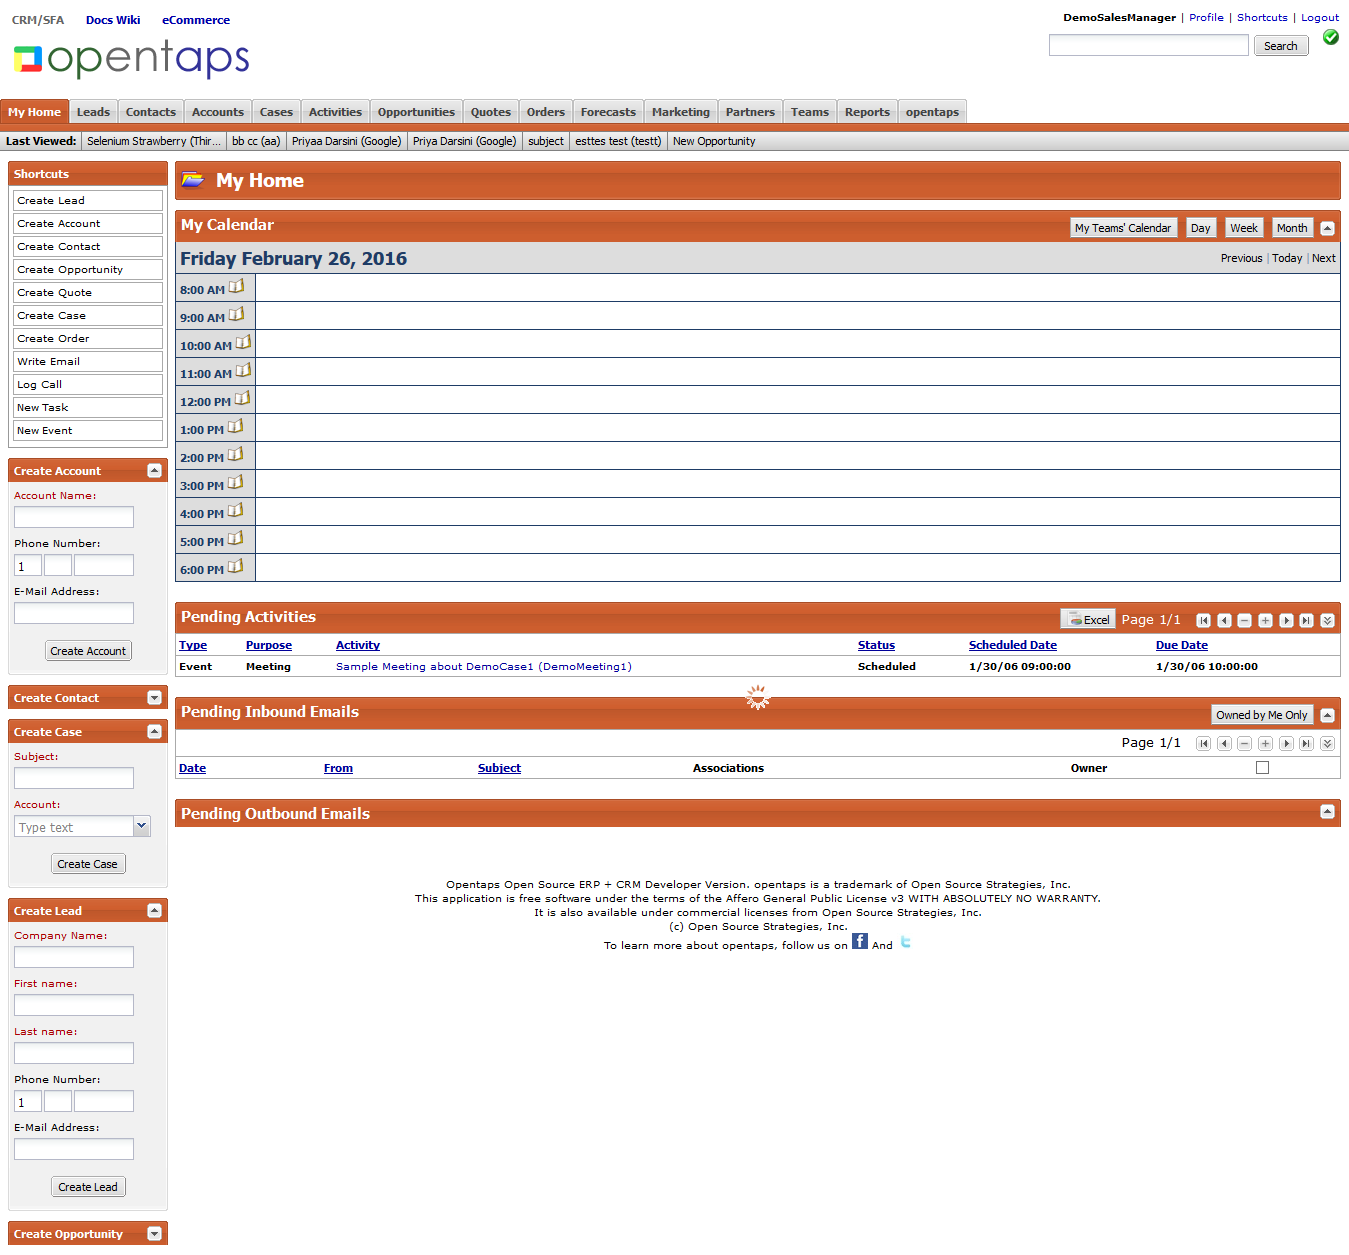 CRM/SFA Docs Wiki eCommerce
DemoSalesManager | Profile | Shortcuts | Logout
opentaps
Search
My Home Leads Contacts Accounts Cases Activities Opportunities Quotes Orders Forecasts Marketing Partners Teams Reports opentaps
Last Viewed: Selenium Strawberry (Thir... bb cc (aa) Priyaa Darsini (Google) Priya Darsini (Google) subject esttes test (testt) New Opportunity
Shortcuts
Create Lead
Create Account
Create Contact
Create Opportunity
Create Quote
Create Case
Create Order
Write Email
Log Call
New Task
New Event
Create Account
Account Name:
Phone Number:
1
E-Mail Address:
Create Account
Create Contact
Create Case
Subject:
Account:
Type text
Create Case
Create Lead
Company Name:
First name:
Last name:
Phone Number:
1
E-Mail Address:
Create Lead
Create Opportunity
My Home
My Calendar My Teams' Calendar Day Week Month
Friday February 26, 2016 Previous | Today | Next
8:00 AM
9:00 AM
10:00 AM
11:00 AM
12:00 PM
1:00 PM
2:00 PM
3:00 PM
4:00 PM
5:00 PM
6:00 PM
Pending Activities Excel Page 1/1
Type Purpose Activity Status Scheduled Date Due Date
Event Meeting Sample Meeting about DemoCase1 (DemoMeeting1) Scheduled 1/30/06 09:00:00 1/30/06 10:00:00
Pending Inbound Emails Owned by Me Only
Page 1/1
Date From Subject Associations Owner
Pending Outbound Emails
Opentaps Open Source ERP + CRM Developer Version. opentaps is a trademark of Open Source Strategies, Inc.
This application is free software under the terms of the Affero General Public License v3 WITH ABSOLUTELY NO WARRANTY.
It is also available under commercial licenses from Open Source Strategies, Inc.
(c) Open Source Strategies, Inc.
To learn more about opentaps, follow us on f And t